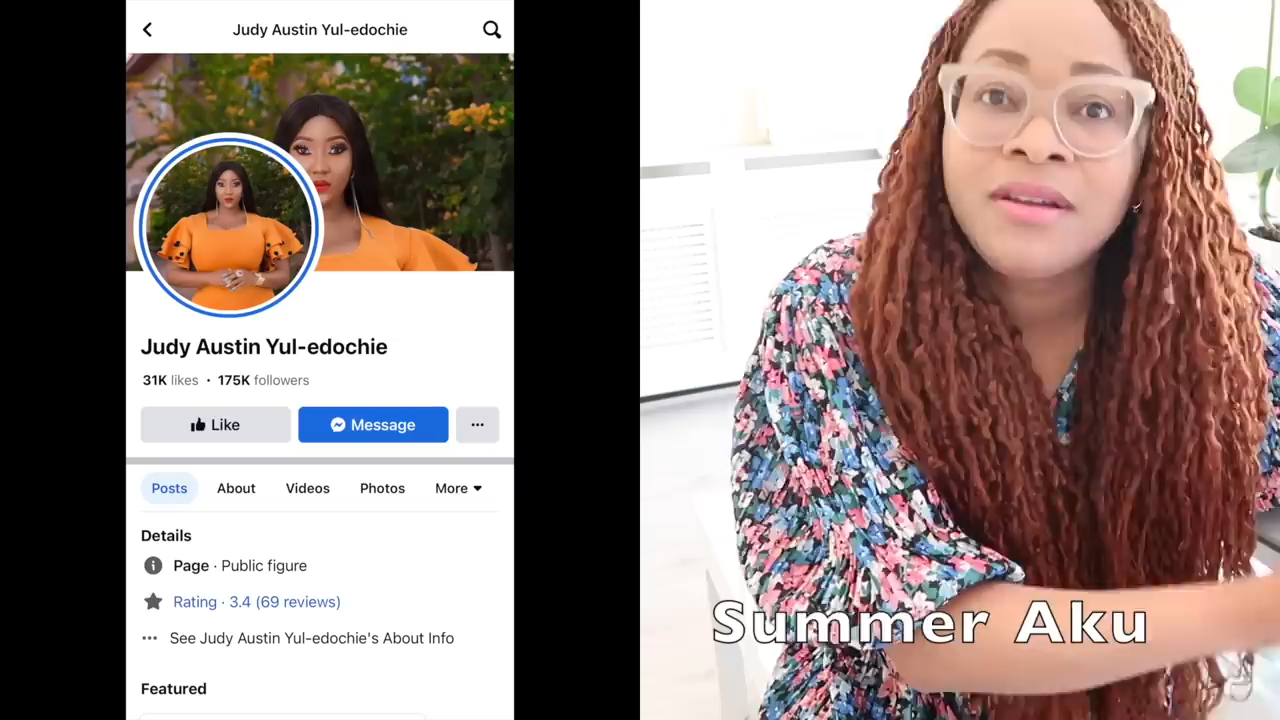 Judy Austin Yul-edochie
Judy Austin Yul-edochie
31K likes · 175K followers
Like
Message
Posts About Videos Photos More
Details
Page · Public figure
Rating · 3.4 (69 reviews)
See Judy Austin Yul-edochie's About Info
Featured
Summer Aku